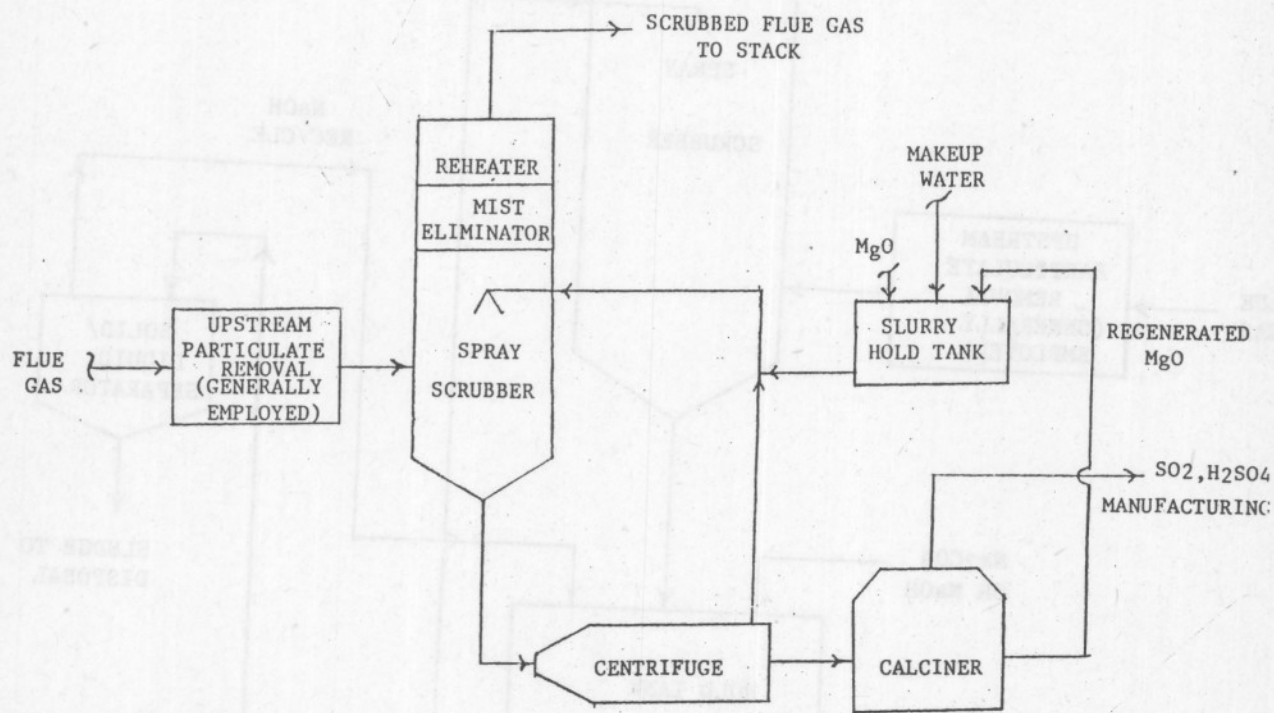 SCRUBBED FLUE GAS
TO STACK
REHEATER
MIST
ELIMINATOR
MAKEUP
WATER
MgO
SLURRY
HOLD TANK
REGENERATED
MgO
UPSTREAM
PARTICULATE
REMOVAL
(GENERALLY
EMPLOYED)
FLUE
GAS
SPRAY
SCRUBBER
SO2,H2SO4
MANUFACTURING
CENTRIFUGE
CALCINER